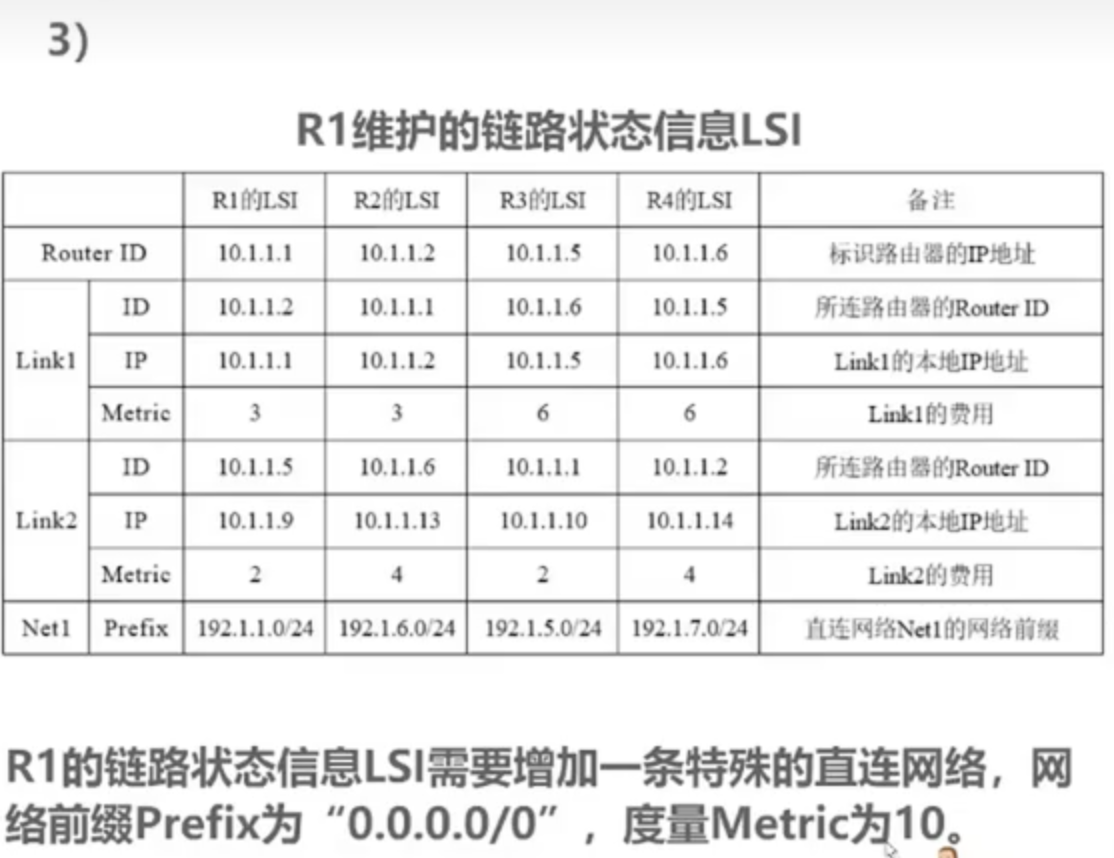 3)
R1维护的链路状态信息LSI
R1的LSI R2的LSI R3的LSI R4的LSI 备注
Router ID 10.1.1.1 10.1.1.2 10.1.1.5 10.1.1.6 标识路由器的IP地址
Link1 ID 10.1.1.2 10.1.1.1 10.1.1.6 10.1.1.5 所连路由器的Router ID
IP 10.1.1.1 10.1.1.2 10.1.1.5 10.1.1.6 Link1的本地IP地址
Metric 3 3 6 6 Link1的费用
Link2 ID 10.1.1.5 10.1.1.6 10.1.1.1 10.1.1.2 所连路由器的Router ID
IP 10.1.1.9 10.1.1.13 10.1.1.10 10.1.1.14 Link2的本地IP地址
Metric 2 4 2 4 Link2的费用
Net1 Prefix 192.1.1.0/24 192.1.6.0/24 192.1.5.0/24 192.1.7.0/24 直连网络Net1的网络前缀
R1的链路状态信息LSI需要增加一条特殊的直连网络，网
络前缀Prefix为“0.0.0.0/0”，度量Metric为10。